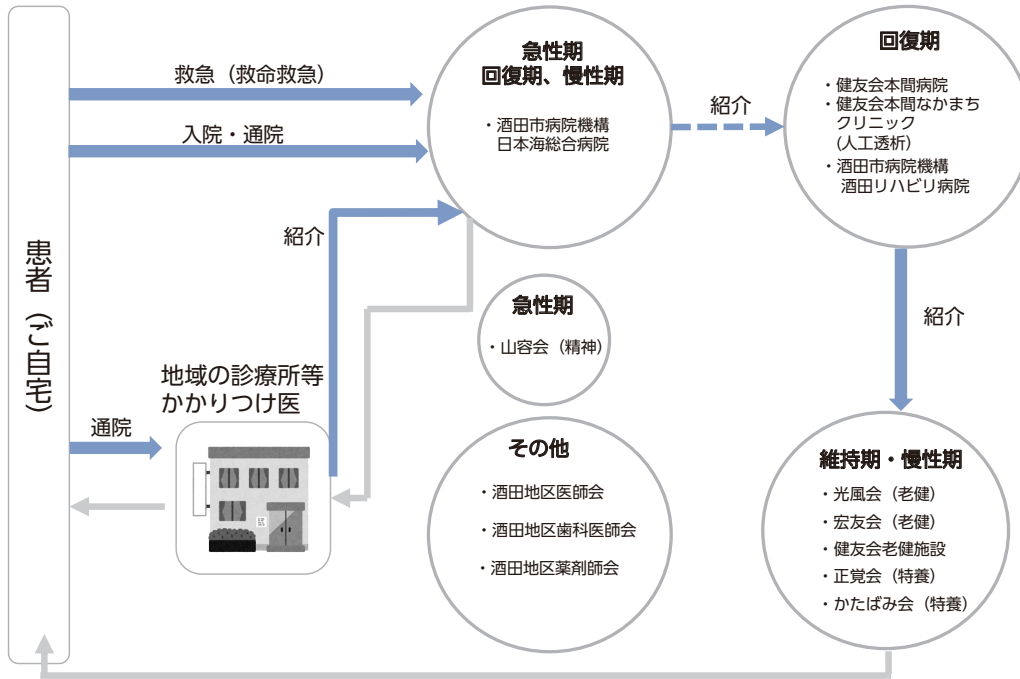 患者（ご自宅）
救急（救命救急）
入院・通院
紹介
通院
地域の診療所等
かかりつけ医
急性期
回復期、慢性期
・酒田市病院機構
日本海総合病院
紹介
回復期
・健友会本間病院
・健友会本間なかまち
クリニック
(人工透析)
・酒田市病院機構
酒田リハビリ病院
急性期
・山容会（精神）
紹介
その他
・酒田地区医師会
・酒田地区歯科医師会
・酒田地区薬剤師会
維持期・慢性期
・光風会（老健）
・宏友会（老健）
・健友会老健施設
・正覚会（特養）
・かたばみ会（特養）